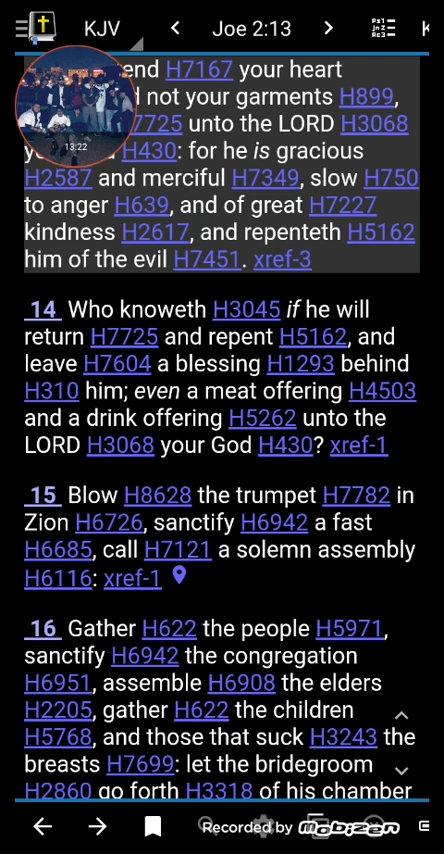 KJV
Joe 2:13
Ps1
jnZ
Rc3
K
end H7167 your heart
not your garments H899,
7725 unto the LORD H3068
H430: for he is gracious
H2587 and merciful H7349, slow H750
to anger H639, and of great H7227
kindness H2617, and repenteth H5162
him of the evil H7451. xref-3
13:22
14 Who knoweth H3045 if he will
return H7725 and repent H5162, and
leave H7604 a blessing H1293 behind
H310 him; even a meat offering H4503
and a drink offering H5262 unto the
LORD H3068 your God H430? xref-1
15 Blow H8628 the trumpet H7782 in
Zion H6726, sanctify H6942 a fast
H6685, call H7121 a solemn assembly
H6116: xref-1
16 Gather H622 the people H5971,
sanctify H6942 the congregation
H6951, assemble H6908 the elders
H2205, gather H622 the children
H5768, and those that suck H3243 the
breasts H7699: let the bridegroom
H2860 go forth H3318 of his chamber
Recorded by Mobizen